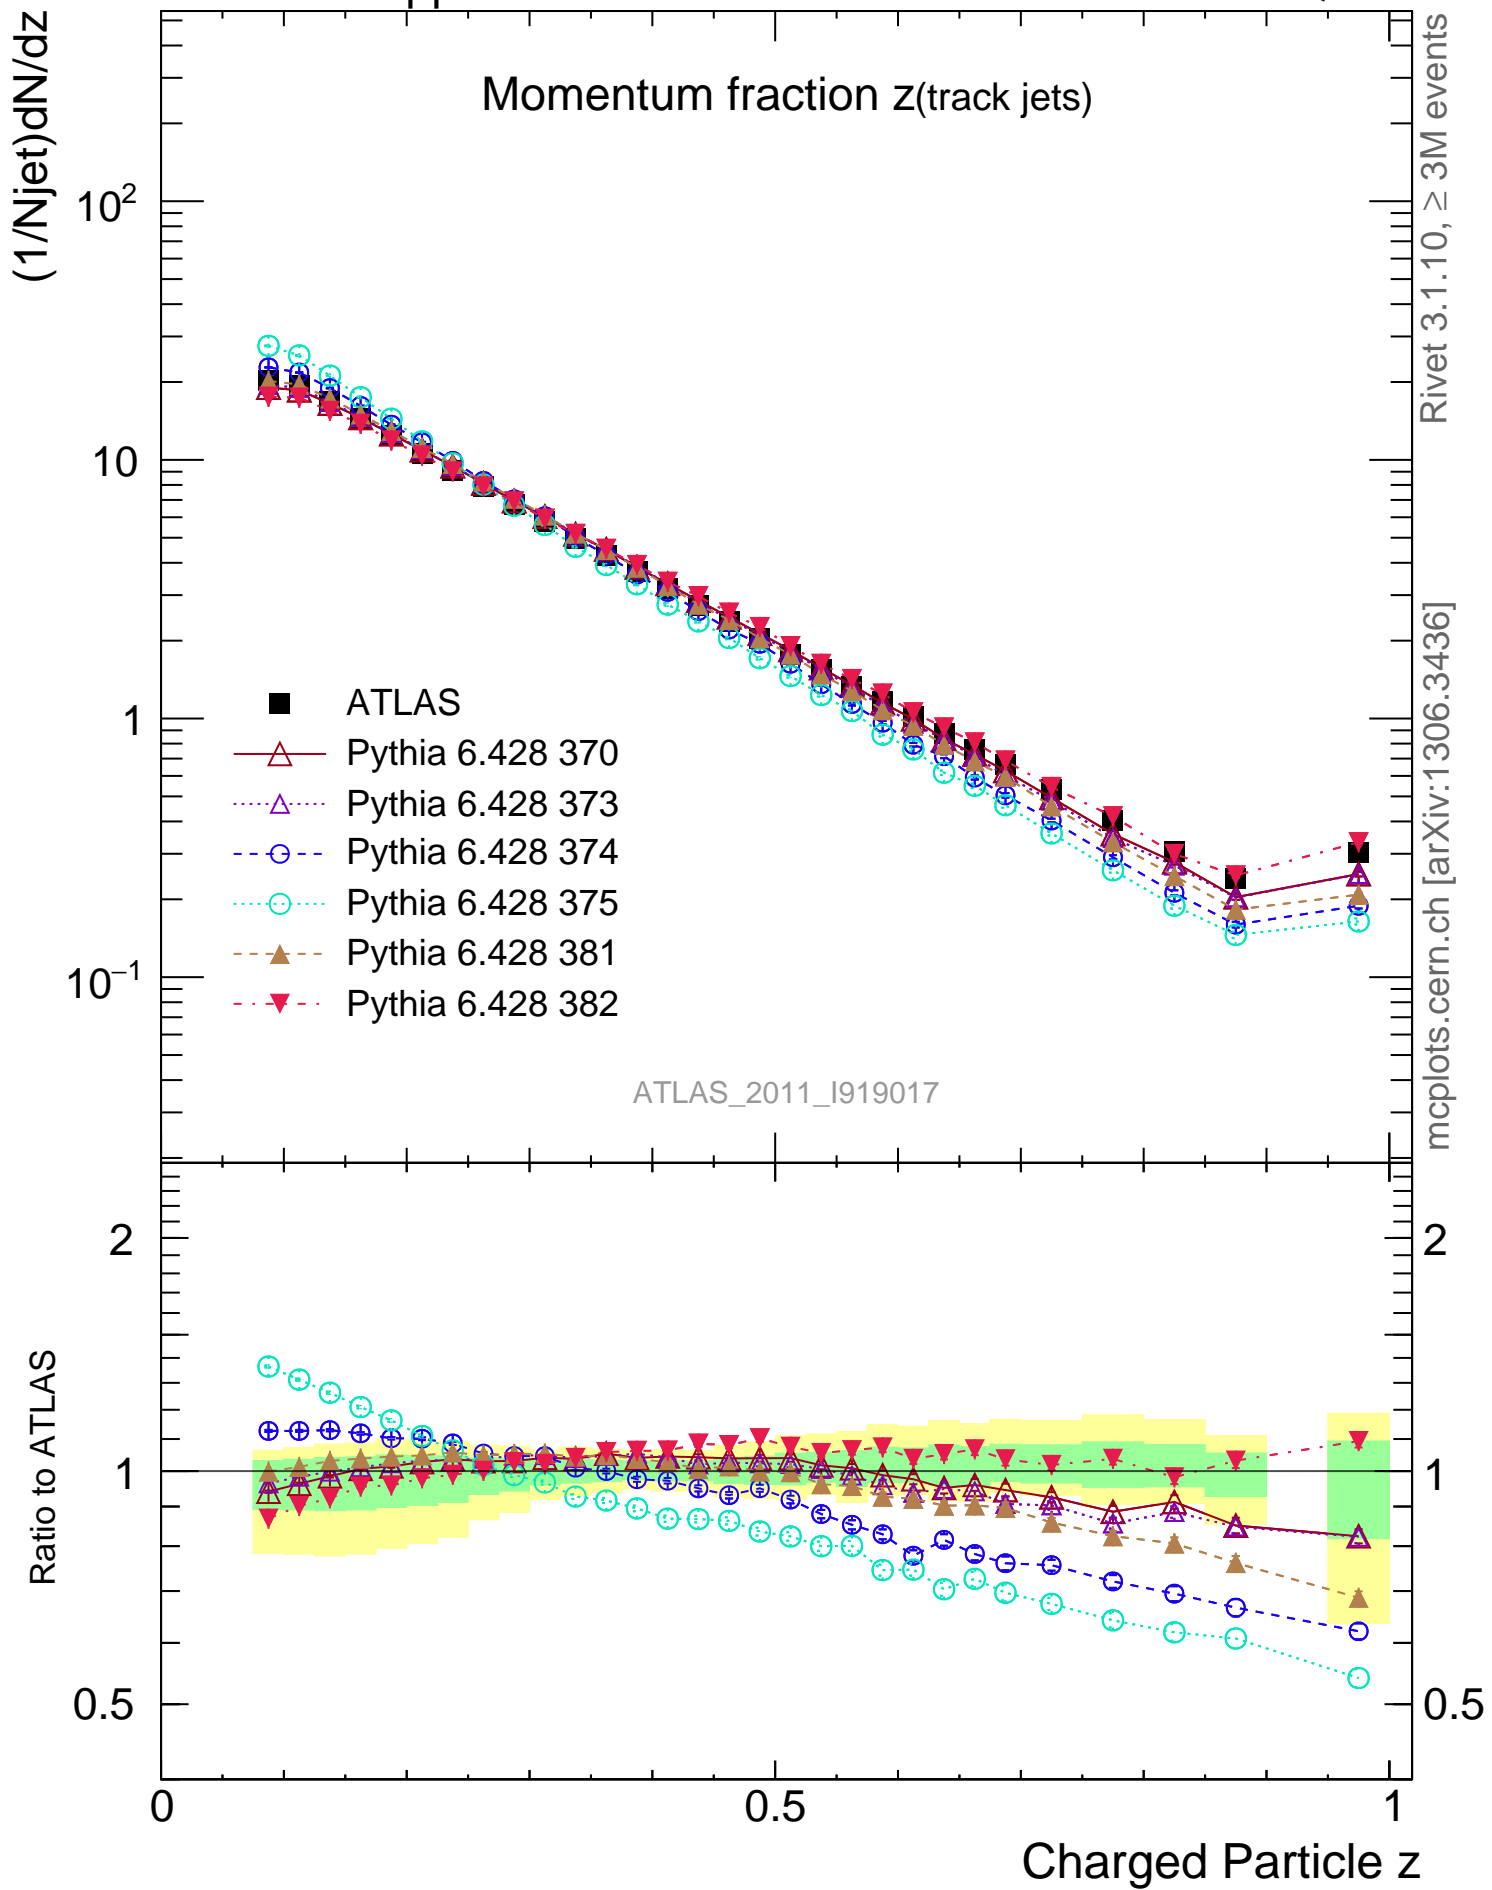 pp
(1/Njet)dN/dz
Momentum fraction z(track jets)
10²
10
1
10⁻¹
ATLAS
Pythia 6.428 370
Pythia 6.428 373
Pythia 6.428 374
Pythia 6.428 375
Pythia 6.428 381
Pythia 6.428 382
ATLAS_2011_I919017
Rivet 3.1.10, ≥ 3M events
mcplots.cern.ch [arXiv:1306.3436]
Ratio to ATLAS
2
1
0.5
2
1
0.5
0
0.5
1
Charged Particle z